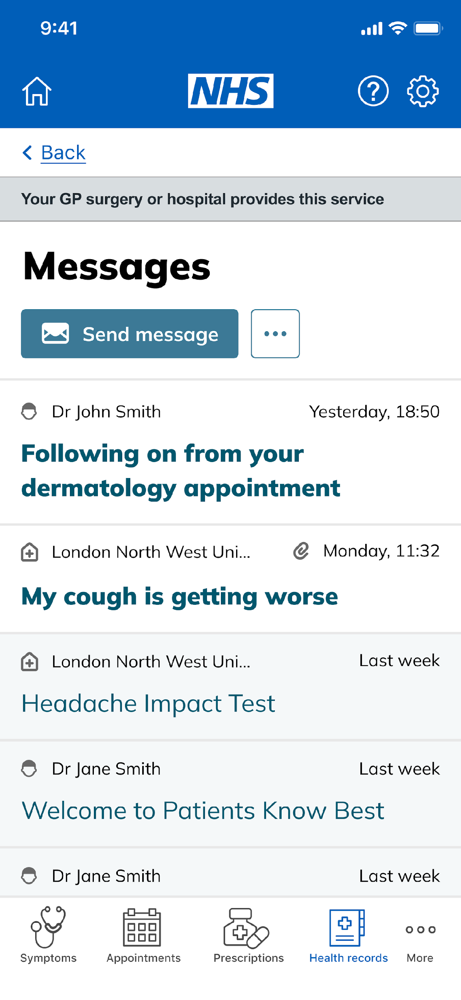 9:41
NHS
Back
Your GP surgery or hospital provides this service
Messages
Send message
Dr John Smith Yesterday, 18:50
Following on from your
dermatology appointment
London North West Uni... Monday, 11:32
My cough is getting worse
London North West Uni... Last week
Headache Impact Test
Dr Jane Smith Last week
Welcome to Patients Know Best
Dr Jane Smith Last week
Symptoms Appointments Prescriptions Health records More